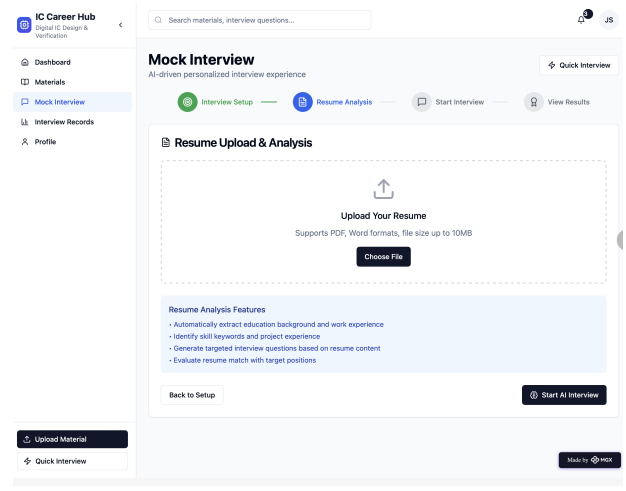 IC Career Hub
Digital IC Design &
Verification
Dashboard
Materials
Mock Interview
Interview Records
Profile
Upload Material
Quick Interview
Search materials, interview questions...
3
JS
Mock Interview
AI-driven personalized interview experience
Quick Interview
Interview Setup
Resume Analysis
Start Interview
View Results
Resume Upload & Analysis
Upload Your Resume
Supports PDF, Word formats, file size up to 10MB
Choose File
Resume Analysis Features
• Automatically extract education background and work experience
• Identify skill keywords and project experience
• Generate targeted interview questions based on resume content
• Evaluate resume match with target positions
Back to Setup
Start AI Interview
Made by MGX